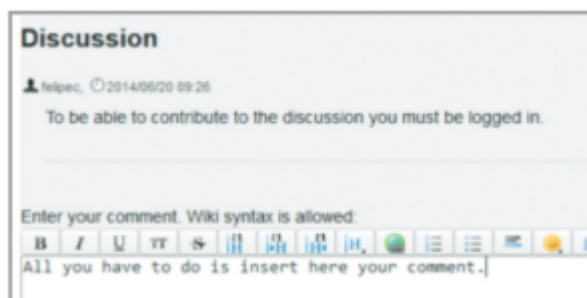 Discussion
felipec, 2014/06/20 09:26
To be able to contribute to the discussion you must be logged in.
Enter your comment. Wiki syntax is allowed:
B I U TT S
All you have to do is insert here your comment.